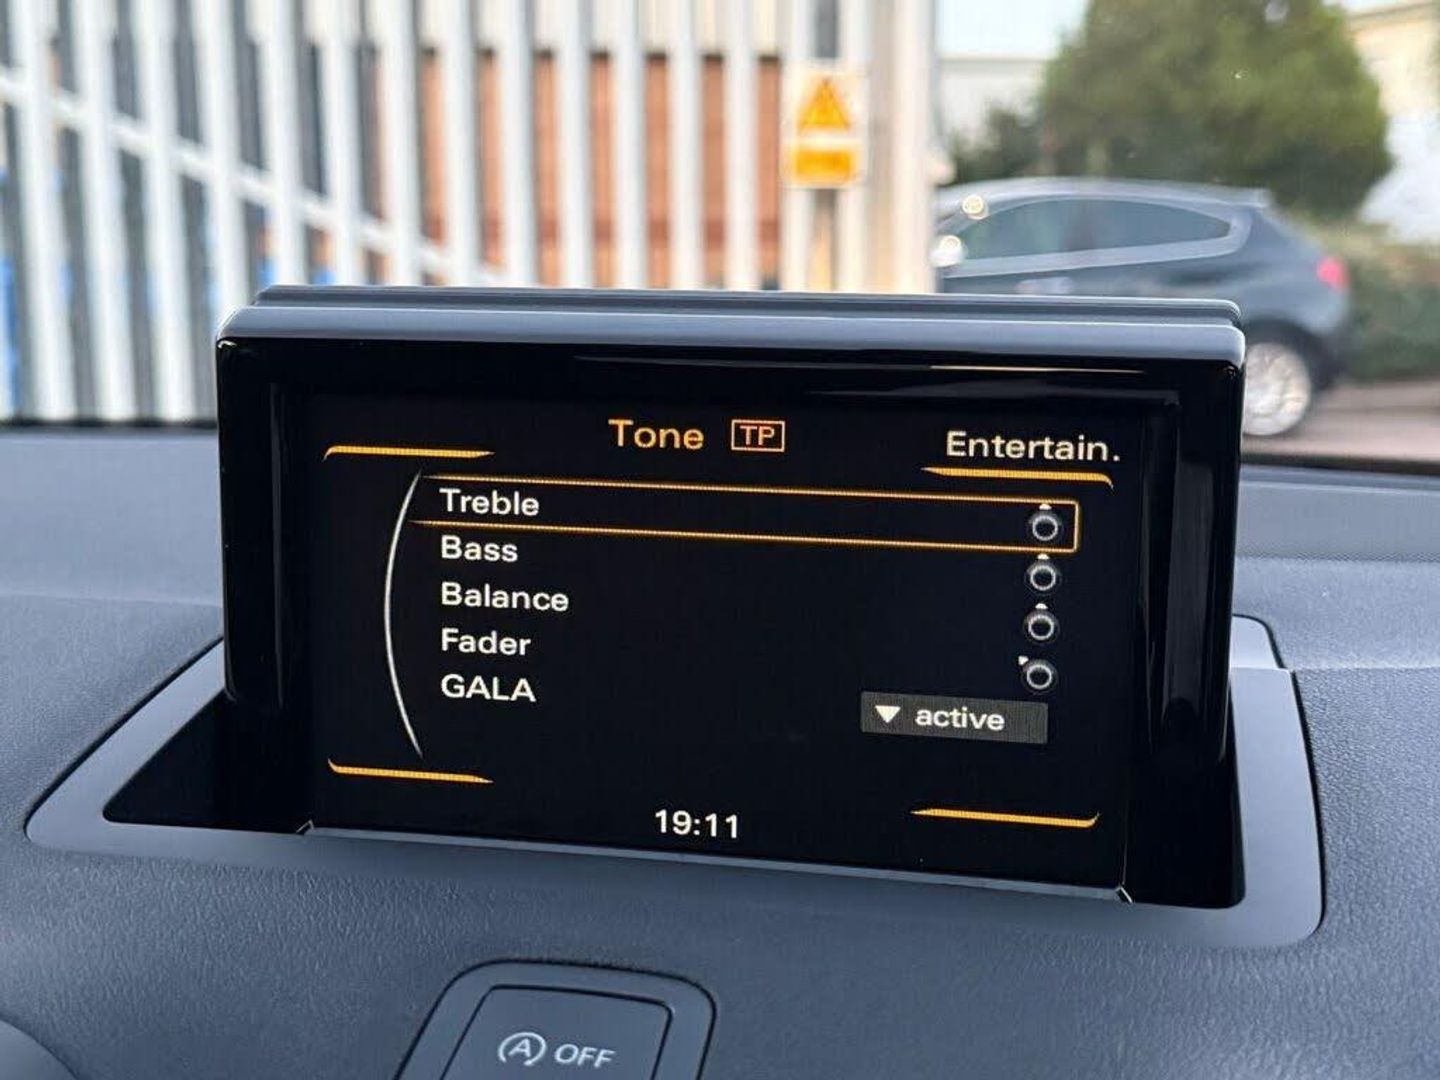 Tone TP
Entertain.
Treble
Bass
Balance
Fader
GALA
active
19:11
A OFF